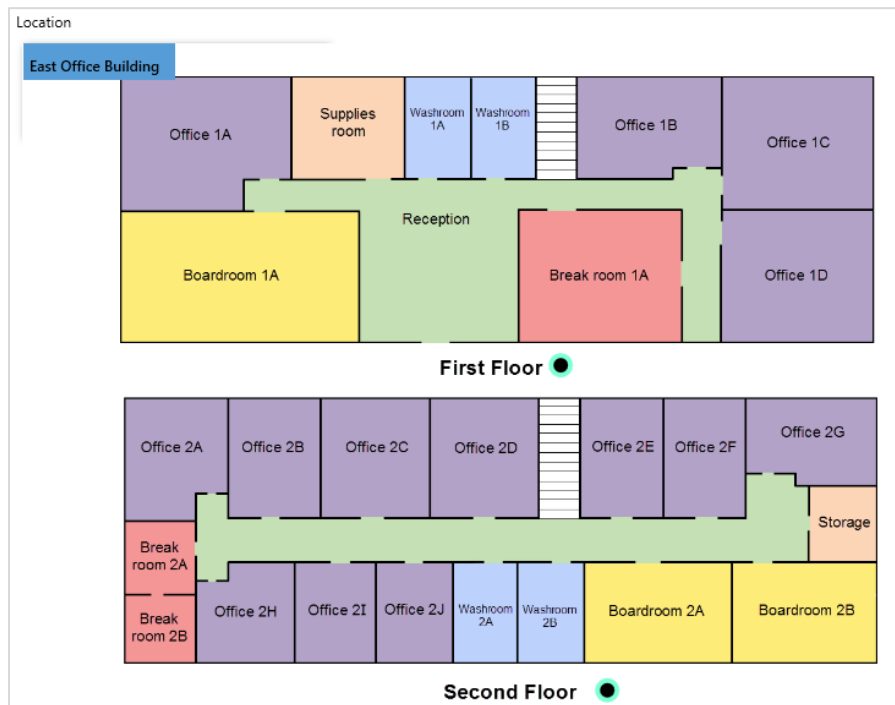 Location
East Office Building
Office 1A
Supplies
room
Washroom
1A
Washroom
1B
Office 1B
Office 1C
Reception
Boardroom 1A
Break room 1A
Office 1D
First Floor
Office 2A
Office 2B
Office 2C
Office 2D
Office 2E
Office 2F
Office 2G
Storage
Break
room 2A
Break
room 2B
Office 2H
Office 2I
Office 2J
Washroom
2A
Washroom
2B
Boardroom 2A
Boardroom 2B
Second Floor